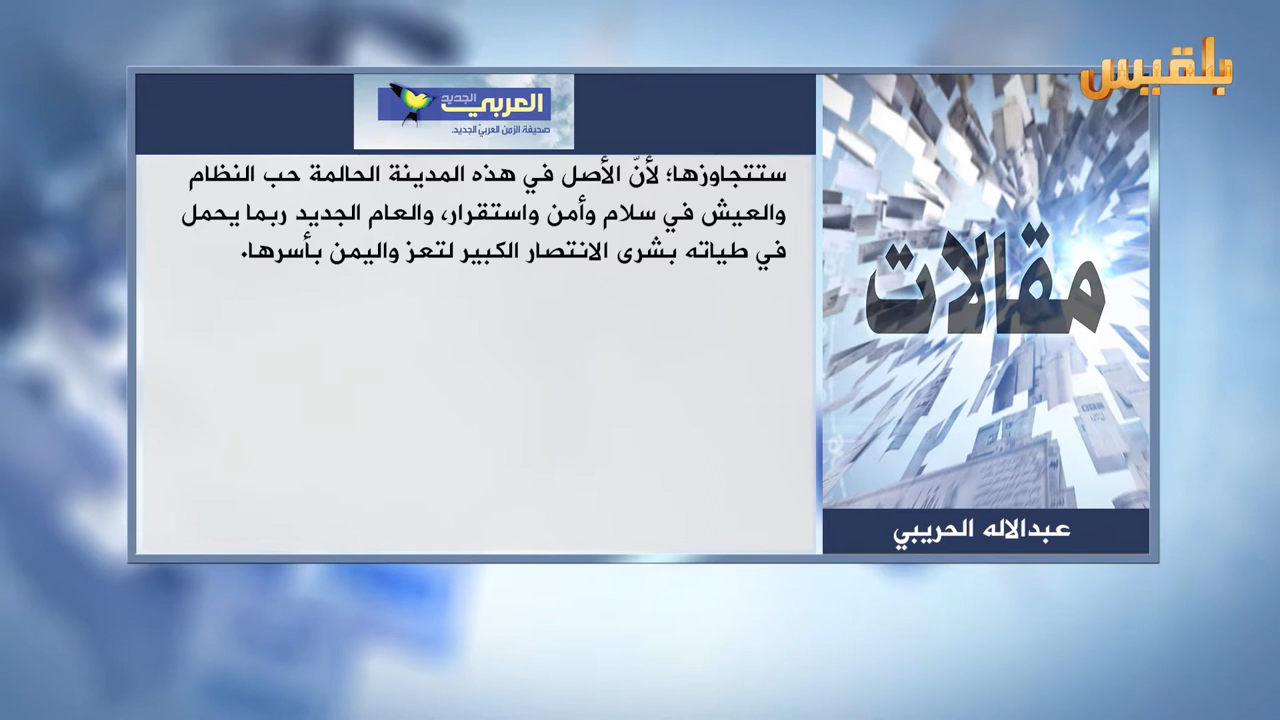 بلقيس
العربي الجديد
صحيفة الزمن العربيّ الجديد.
ستتجاوزها؛ لأنّ الأصل في هذه المدينة الحالمة حب النظام
والعيش في سلام وأمن واستقرار، والعام الجديد ربما يحمل
في طياته بشرى الانتصار الكبير لتعز واليمن بأسرها.
مقالات
عبدالاله الحريبي